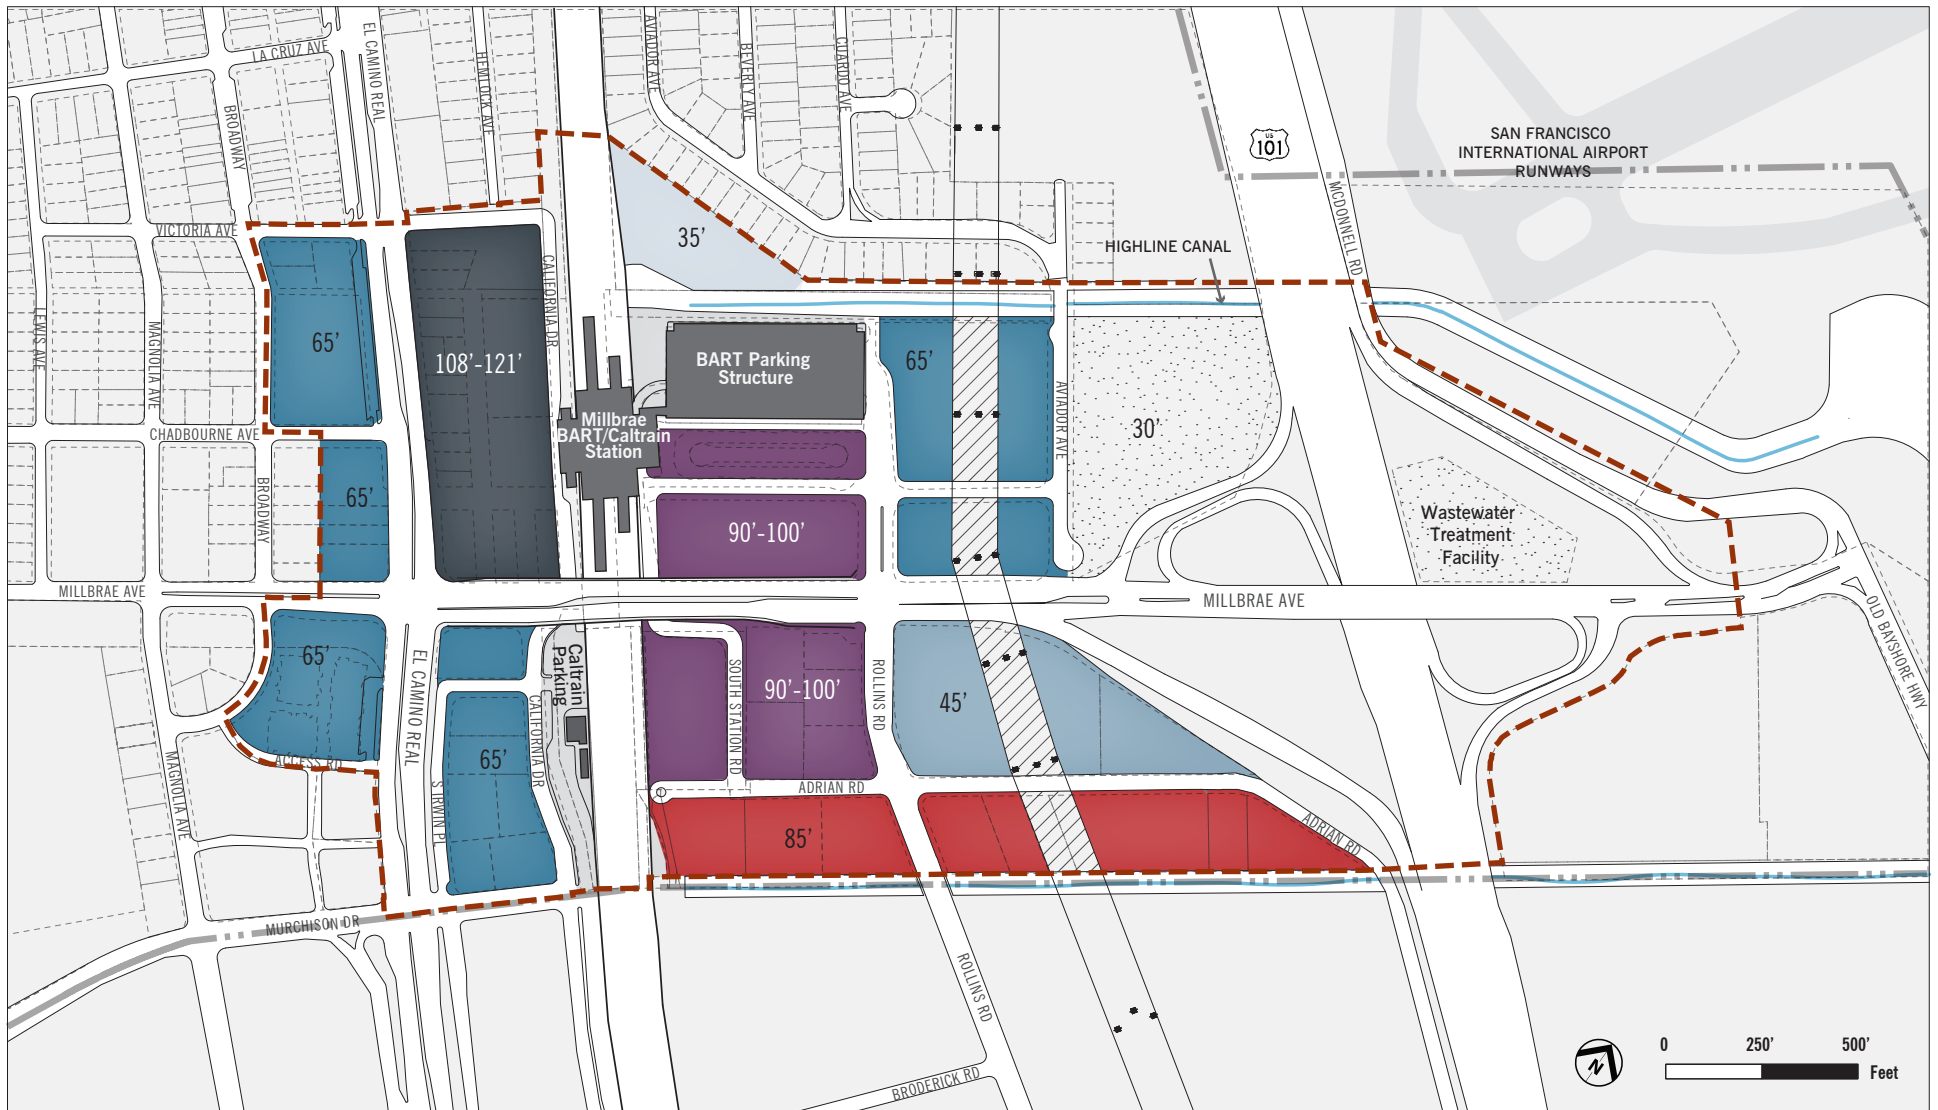 LA CRUZ AVE
EL CAMINO REAL
HEMLOCK AVE
AVIADOR AVE
BEVERLY AVE
CUARDO AVE
BROADWAY
US
101
SAN FRANCISCO
INTERNATIONAL AIRPORT
RUNWAYS
MCDONNELL RD
VICTORIA AVE
35'
HIGHLINE CANAL
CALIFORNIA DR
LEWIS AVE
MAGNOLIA AVE
65'
108'-121'
BART Parking
Structure
65'
AVIADOR AVE
30'
Millbrae
BART/Caltrain
Station
CHADBOURNE AVE
BROADWAY
65'
90'-100'
Wastewater
Treatment
Facility
MILLBRAE AVE
MILLBRAE AVE
OLD BAYSHORE HWY
65'
EL CAMINO REAL
Caltrain
Parking
SOUTH STATION RD
90'-100'
ROLLINS RD
45'
CALIFORNIA DR
65'
ACCESS RD
MAGNOLIA AVE
S IRWIN PL
ADRIAN RD
85'
ADRIAN RD
MURCHISON DR
ROLLINS RD
BRODERICK RD
N
0
250'
500'
Feet